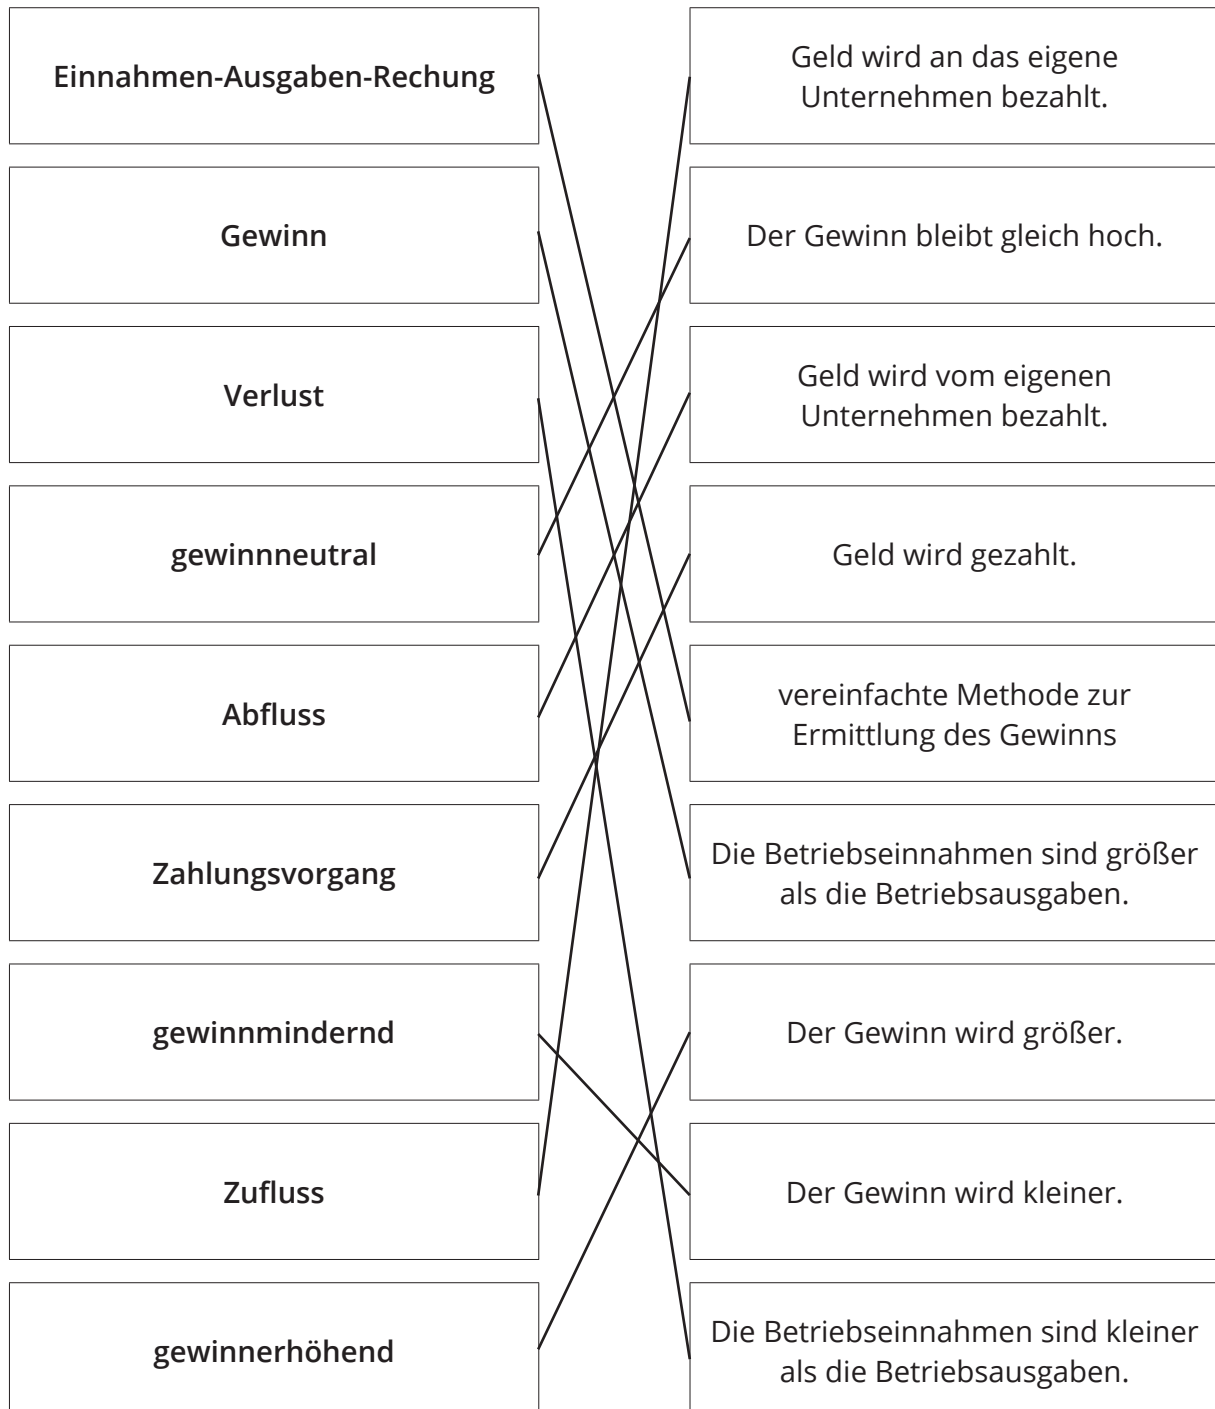 Einnahmen-Ausgaben-Rechung
Geld wird an das eigene
Unternehmen bezahlt.
Gewinn
Der Gewinn bleibt gleich hoch.
Verlust
Geld wird vom eigenen
Unternehmen bezahlt.
gewinnneutral
Geld wird gezahlt.
Abfluss
vereinfachte Methode zur
Ermittlung des Gewinns
Zahlungsvorgang
Die Betriebseinnahmen sind größer
als die Betriebsausgaben.
gewinnmindernd
Der Gewinn wird größer.
Zufluss
Der Gewinn wird kleiner.
gewinnerhöhend
Die Betriebseinnahmen sind kleiner
als die Betriebsausgaben.